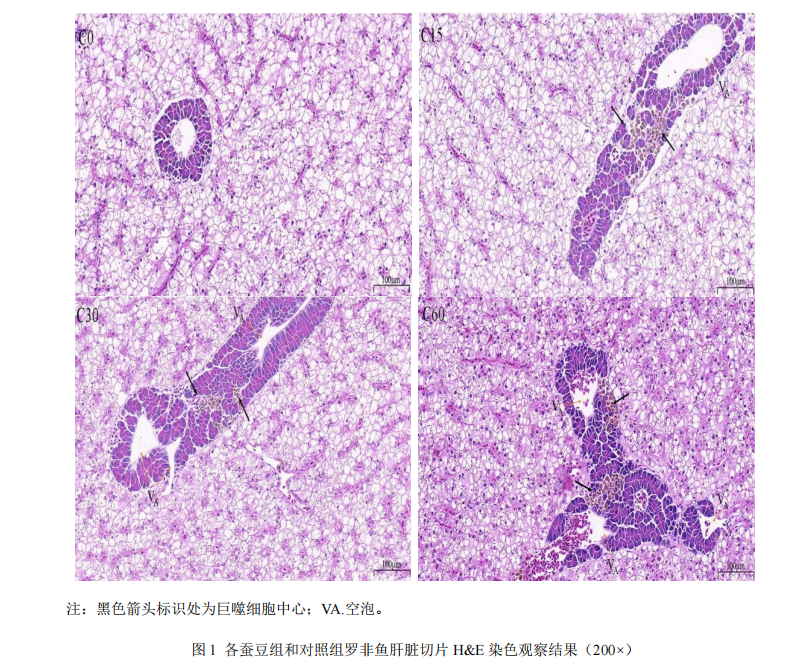 C0
C15
VA
100μm
100μm
C30
VA
VA
100μm
C60
VA
VA
VA
100μm
注：黑色箭头标识处为巨噬细胞中心；VA.空泡。
图 1 各蚕豆组和对照组罗非鱼肝脏切片 H&E 染色观察结果（200×）